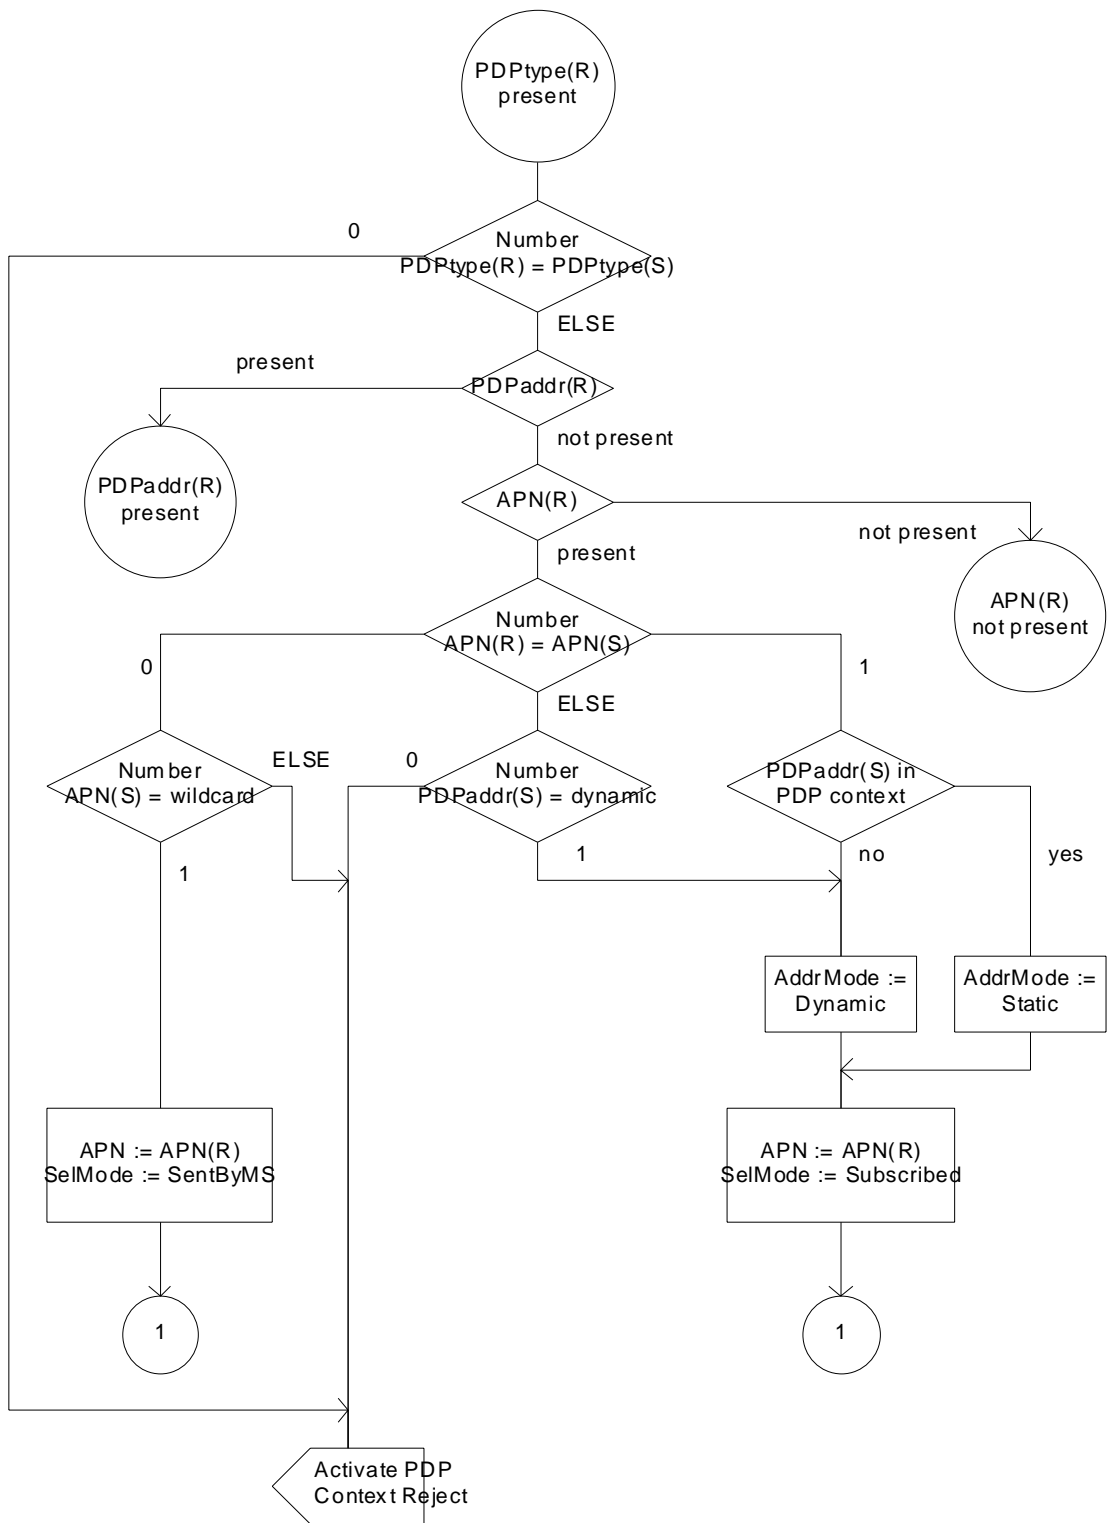 PDPtype(R)
present
0
Number
PDPtype(R) = PDPtype(S)
ELSE
present
PDPaddr(R)
not present
PDPaddr(R)
present
APN(R)
not present
present
APN(R)
not present
Number
APN(R) = APN(S)
0
1
ELSE
Number
APN(S) = wildcard
ELSE
0
Number
PDPaddr(S) = dynamic
PDPaddr(S) in
PDP context
1
1
no
yes
AddrMode :=
Dynamic
AddrMode :=
Static
APN := APN(R)
SelMode := SentByMS
APN := APN(R)
SelMode := Subscribed
1
1
Activate PDP
Context Reject